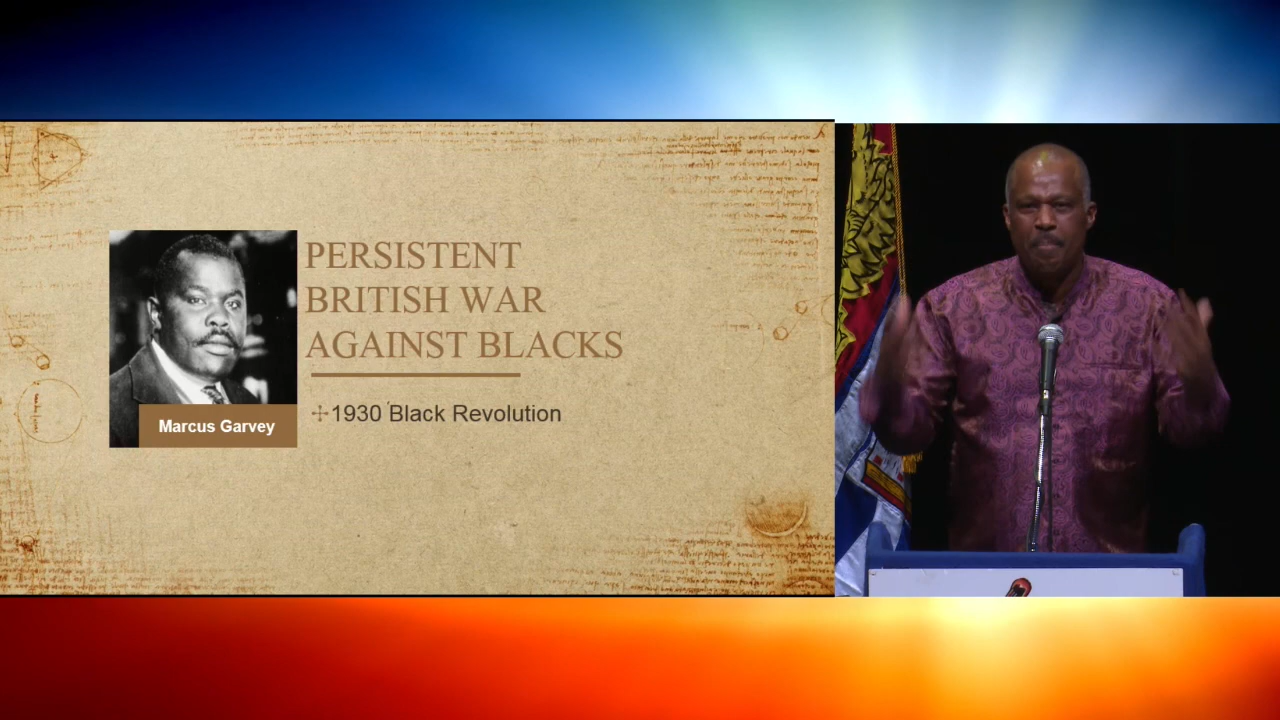 PERSISTENT
BRITISH WAR
AGAINST BLACKS
Marcus Garvey
1930 Black Revolution